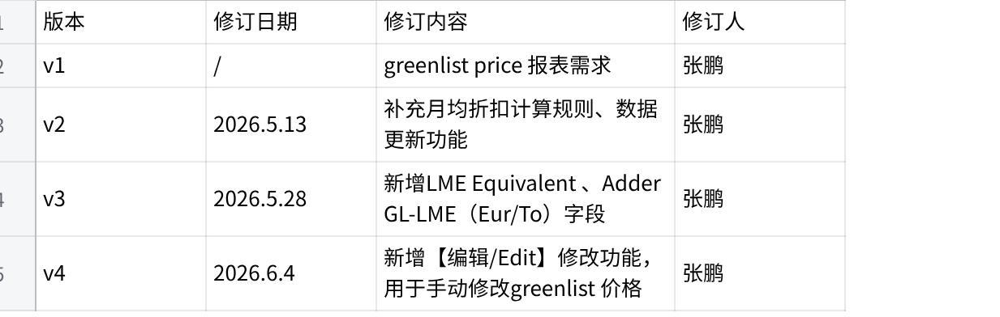 版本 修订日期 修订内容 修订人
v1 / greenlist price 报表需求 张鹏
v2 2026.5.13 补充月均折扣计算规则、数据
更新功能 张鹏
v3 2026.5.28 新增LME Equivalent 、Adder
GL-LME（Eur/To）字段 张鹏
v4 2026.6.4 新增【编辑/Edit】修改功能，
用于手动修改greenlist 价格 张鹏